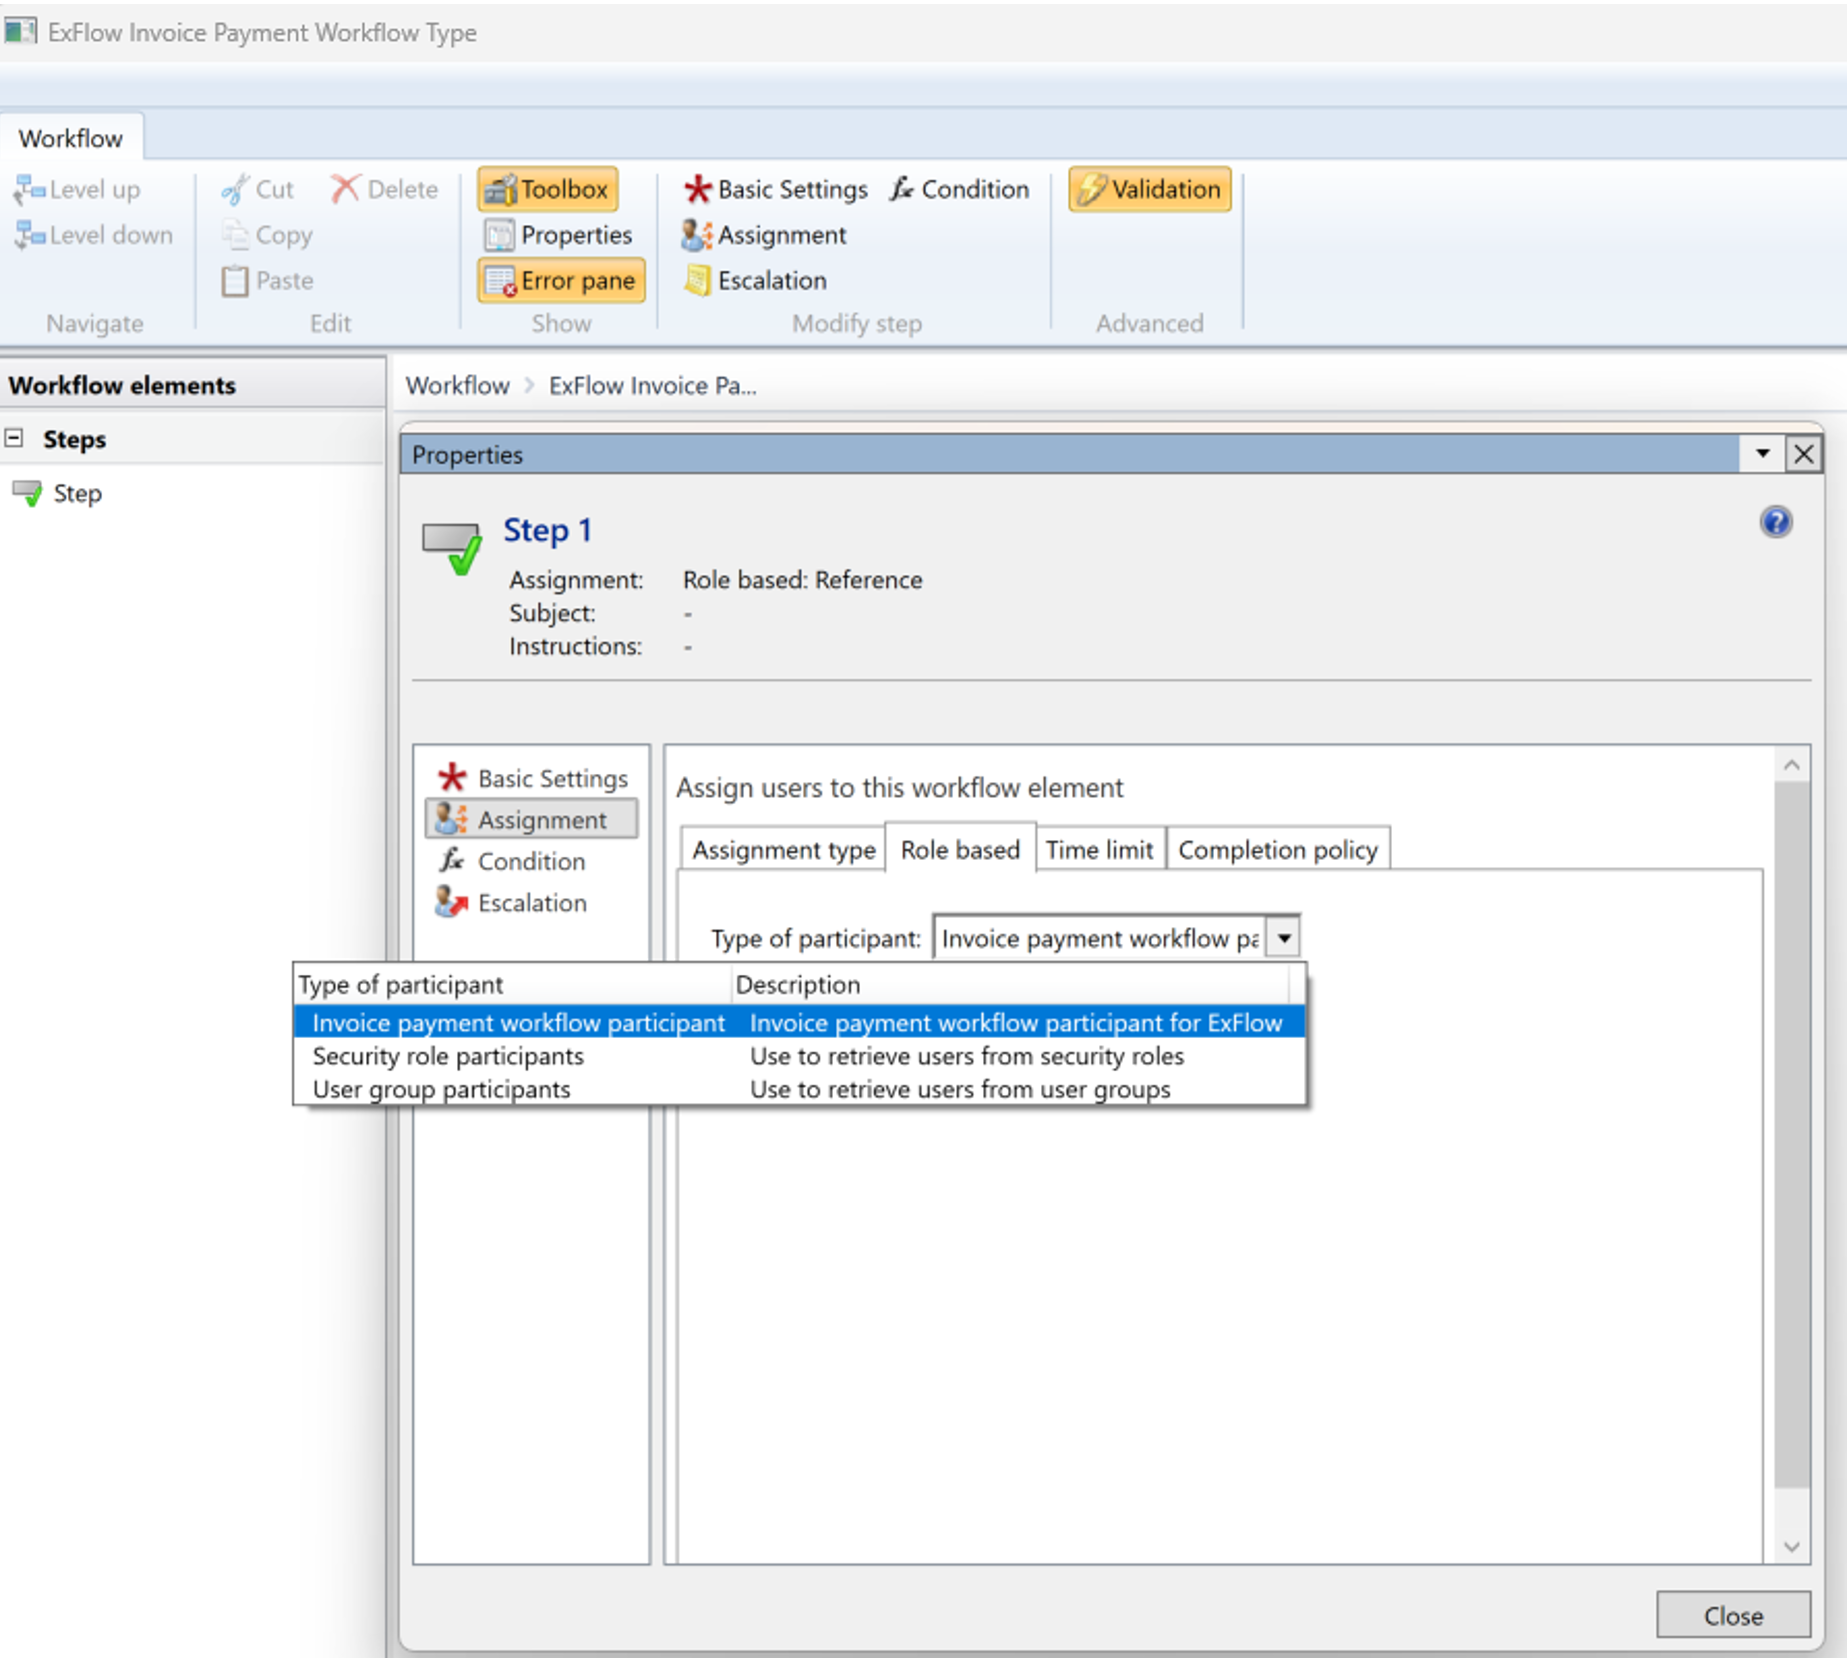 ExFlow Invoice Payment Workflow Type
Workflow
Level up
Level down
Navigate
Cut
Delete
Copy
Paste
Edit
Toolbox
Properties
Error pane
Show
Basic Settings
Condition
Assignment
Escalation
Modify step
Validation
Advanced
Workflow elements
Steps
Step
Workflow > ExFlow Invoice Pa...
Properties
Step 1
Assignment: Role based: Reference
Subject: -
Instructions: -
Basic Settings
Assignment
Condition
Escalation
Assign users to this workflow element
Assignment type
Role based
Time limit
Completion policy
Type of participant: Invoice payment workflow pa
Type of participant Description
Invoice payment workflow participant Invoice payment workflow participant for ExFlow
Security role participants Use to retrieve users from security roles
User group participants Use to retrieve users from user groups
Close